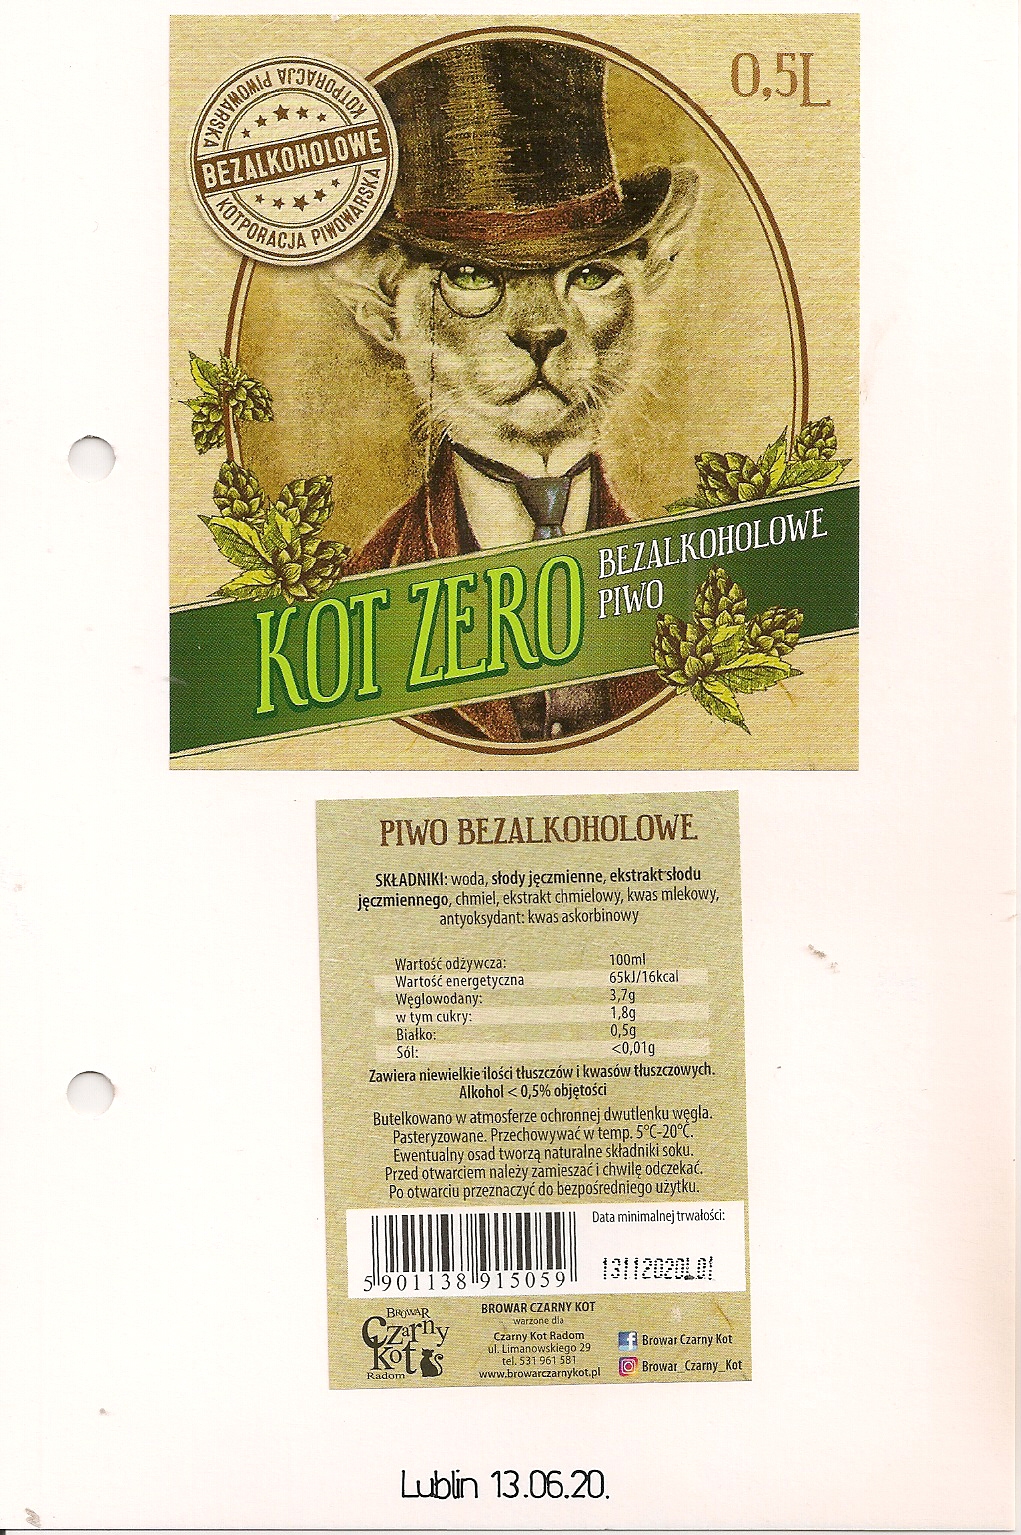 0,5L
KOTPORACJA PIWOWARSKA
BEZALKOHOLOWE
KOTPORACJA PIWOWARSKA
KOT ZERO
BEZALKOHOLOWE
PIWO
PIWO BEZALKOHOLOWE
SKŁADNIKI: woda, słody jęczmienne, ekstrakt słodu
jęczmiennego, chmiel, ekstrakt chmielowy, kwas mlekowy,
antyoksydant: kwas askorbinowy
Wartość odżywcza: 100ml
Wartość energetyczna 65kJ/16kcal
Węglowodany: 3,7g
w tym cukry: 1,8g
Białko: 0,5g
Sól: <0,01g
Zawiera niewielkie ilości tłuszczów i kwasów tłuszczowych.
Alkohol < 0,5% objętości
Butelkowano w atmosferze ochronnej dwutlenku węgla.
Pasteryzowane. Przechowywać w temp. 5°C-20°C.
Ewentualny osad tworzą naturalne składniki soku.
Przed otwarciem należy zamieszać i chwilę odczekać.
Po otwarciu przeznaczyć do bezpośredniego użytku.
Data minimalnej trwałości:
13112020L01
5 901138 915059
BROWAR
Czarny
Kot
Radom
BROWAR CZARNY KOT
warzone dla
Czarny Kot Radom
ul. Limanowskiego 29
tel. 531 961 581
www.browarczarnykot.pl
Browar Czarny Kot
Browar_Czarny_Kot
Lublin 13.06.20.